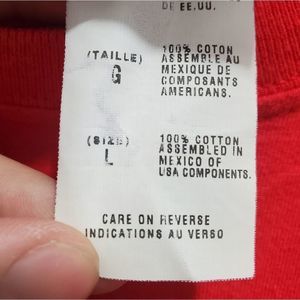 DE EE.UU.
(TAILLE) 100% COTON
G ASSEMBLE AU
MEXIQUE DE
COMPOSANTS
AMERICANS.
(SIZE) 100% COTTON
L ASSEMBLED IN
MEXICO OF
USA COMPONENTS.
CARE ON REVERSE
INDICATIONS AU VERSO